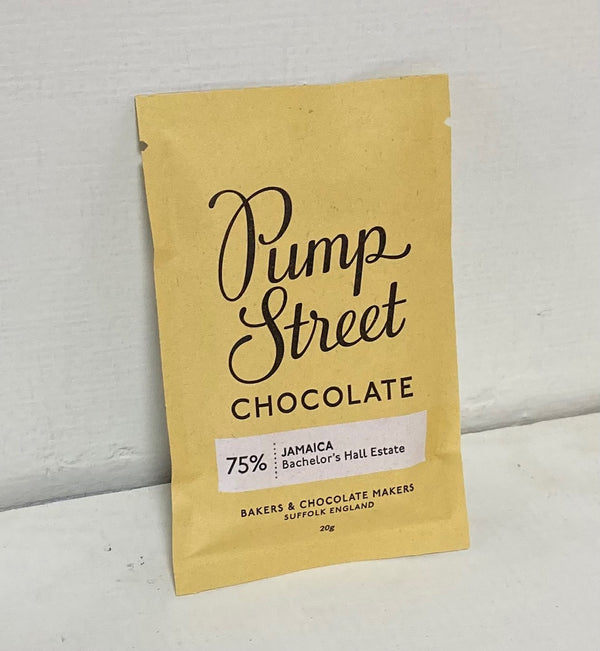 Pump
Street
CHOCOLATE
75%
JAMAICA
Bachelor's Hall Estate
BAKERS & CHOCOLATE MAKERS
SUFFOLK ENGLAND
20g